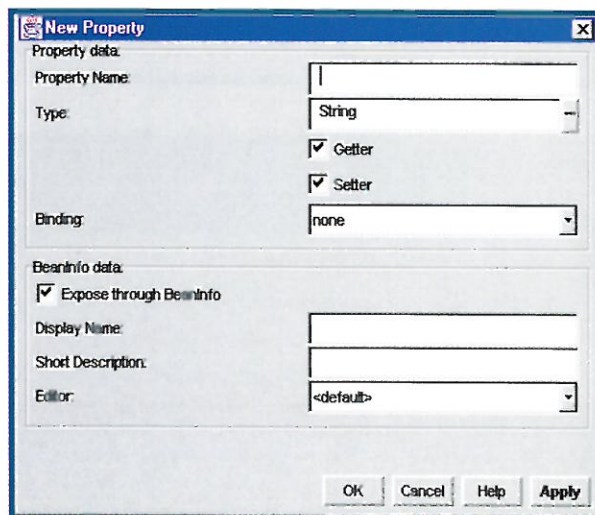 New Property
Property data:
Property Name:
Type: String
Getter
Setter
Binding: none
BeanInfo data:
Expose through BeanInfo
Display Name:
Short Description:
Editor: <default>
OK Cancel Help Apply